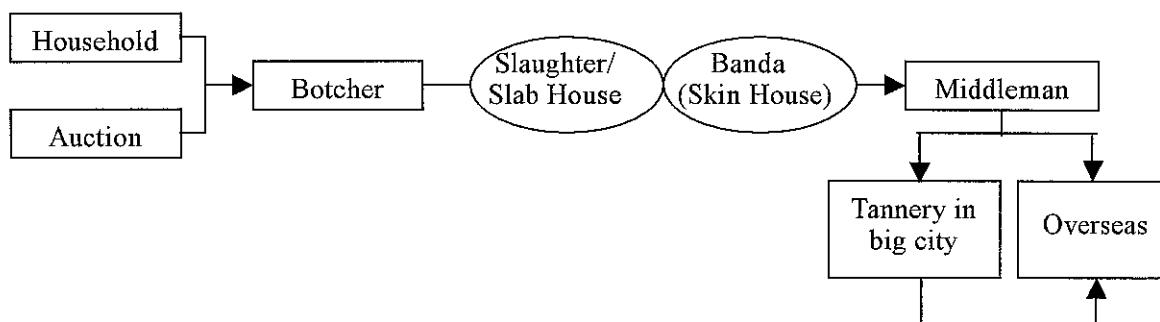 Household
Auction
Botcher
Slaughter/
Slab House
Banda
(Skin House)
Middleman
Tannery in
big city
Overseas